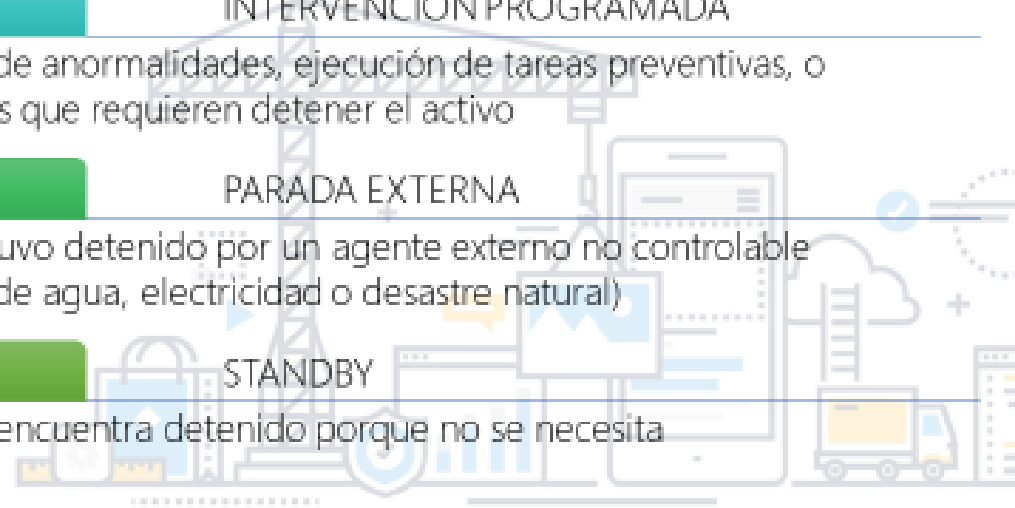 INTERVENCIÓN PROGRAMADA
de anormalidades, ejecución de tareas preventivas, o
s que requieren detener el activo
PARADA EXTERNA
uvo detenido por un agente externo no controlable
de agua, electricidad o desastre natural)
STANDBY
encuentra detenido porque no se necesita